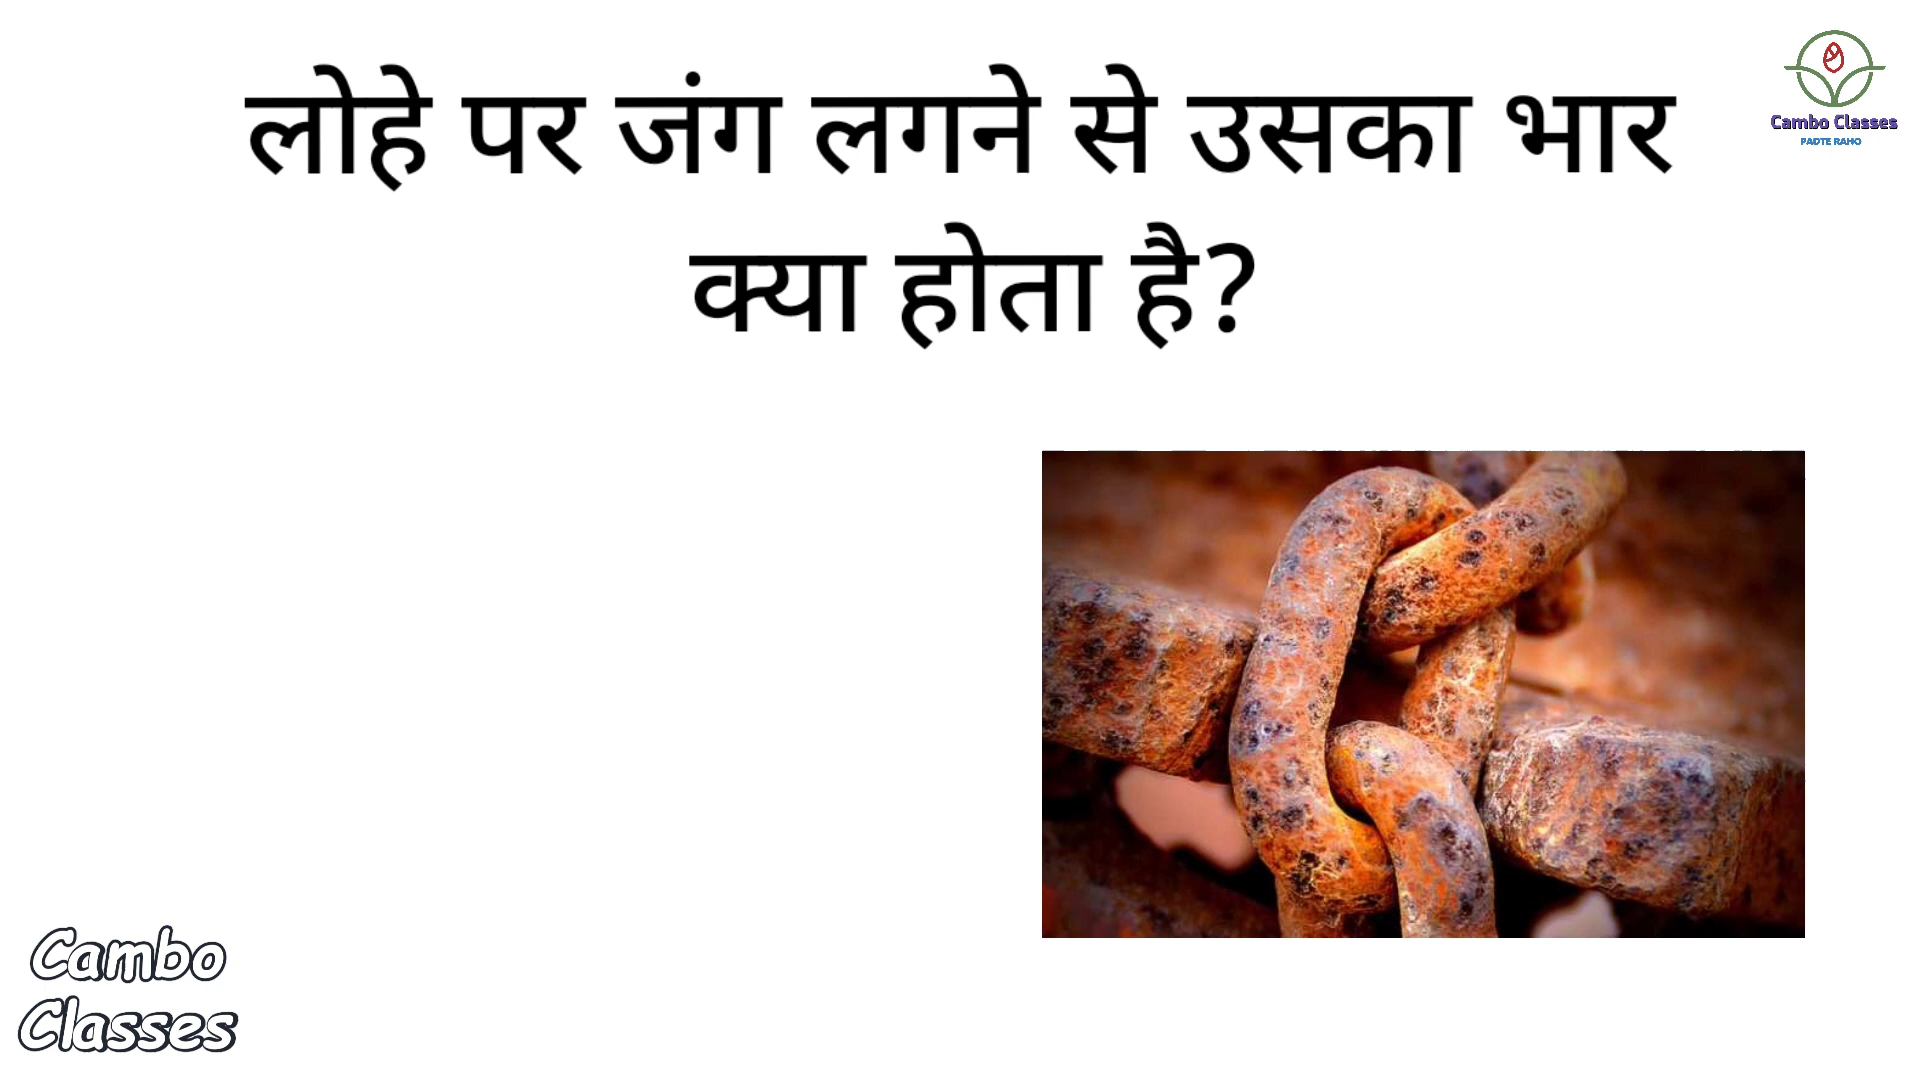 लोहे पर जंग लगने से उसका भार
क्या होता है?
Cambo Classes
PADTE RAHO
Cambo
Classes